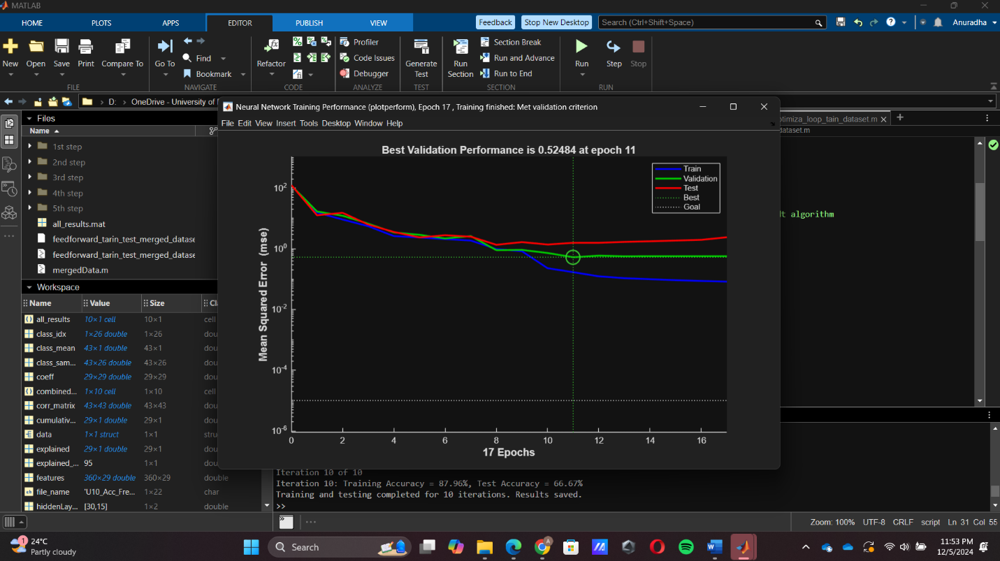 MATLAB
HOME PLOTS APPS EDITOR PUBLISH VIEW Feedback Stop New Desktop Search (Ctrl+Shift+Space) Anuradha
New Open Save Print Compare To Go To Find Bookmark Refactor Profiler Code Issues Debugger Generate Test Run Section Section Break Run and Advance Run to End Run Step Stop
FILE NAVIGATE CODE ANALYZE TEST SECTION RUN
D: › OneDrive - University of
Neural Network Training Performance (plotperform), Epoch 17 , Training finished: Met validation criterion
File Edit View Insert Tools Desktop Window Help
timiza_loop_tain_dataset.m
dataset.m
Files
Name
1st step
2nd step
3rd step
4th step
5th step
all_results.mat
feedforward_tarin_test_merged_datase
feedforward_tarin_test_merged_datase
mergedData.m
Best Validation Performance is 0.52484 at epoch 11
Train
Validation
Test
Best
Goal
Mean Squared Error (mse)
10²
10⁰
10⁻²
10⁻⁴
10⁻⁶
0 2 4 6 8 10 12 14 16
17 Epochs
lt algorithm
Workspace
Name Value Size Cl
all_results 10×1 cell 10×1 cell
class_idx 1×26 double 1×26 dou
class_mean 43×1 double 43×1 dou
class_sam... 43×26 double 43×26 dou
coeff 29×29 double 29×29 dou
combined... 1×10 cell 1×10 cell
corr_matrix 43×43 double 43×43 dou
cumulativ... 29×1 double 29×1 dou
data 1×1 struct 1×1 stru
explained 29×1 double 29×1 dou
explained_... 95 1×1 dou
features 360×29 double 360×29 double
file_name 'U10_Acc_Fre... 1×22 char
hiddenLay... [30,15] 1×2 double
Iteration 10 of 10
Iteration 10: Training Accuracy = 87.96%, Test Accuracy = 66.67%
Training and testing completed for 10 iterations. Results saved.
>>
Zoom: 100% UTF-8 CRLF script Ln 31 Col 55
1
24°C
Partly cloudy
Search
11:53 PM
12/5/2024